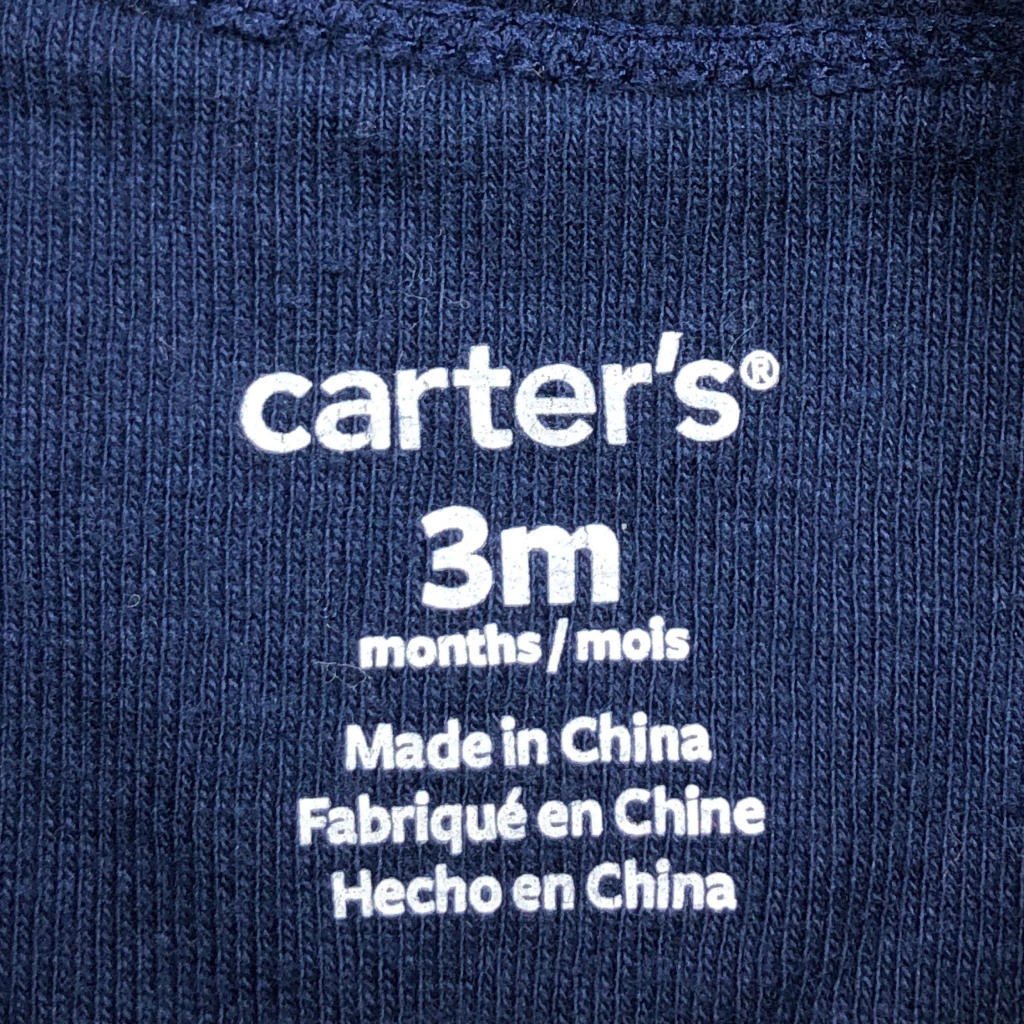 carter's®
3m
months/mois
Made in China
Fabriqué en Chine
Hecho en China